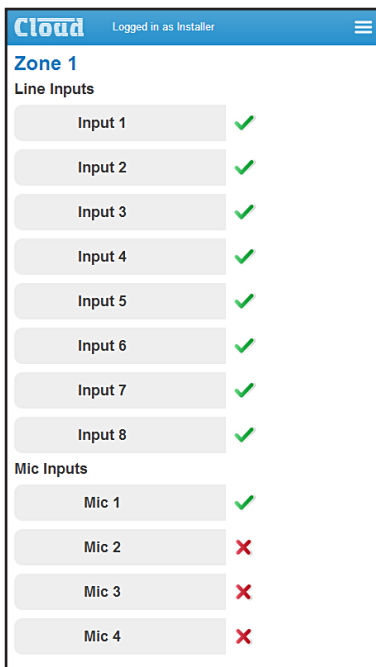 Cloud Logged in as Installer
Zone 1
Line Inputs
Input 1
Input 2
Input 3
Input 4
Input 5
Input 6
Input 7
Input 8
Mic Inputs
Mic 1
Mic 2
Mic 3
Mic 4